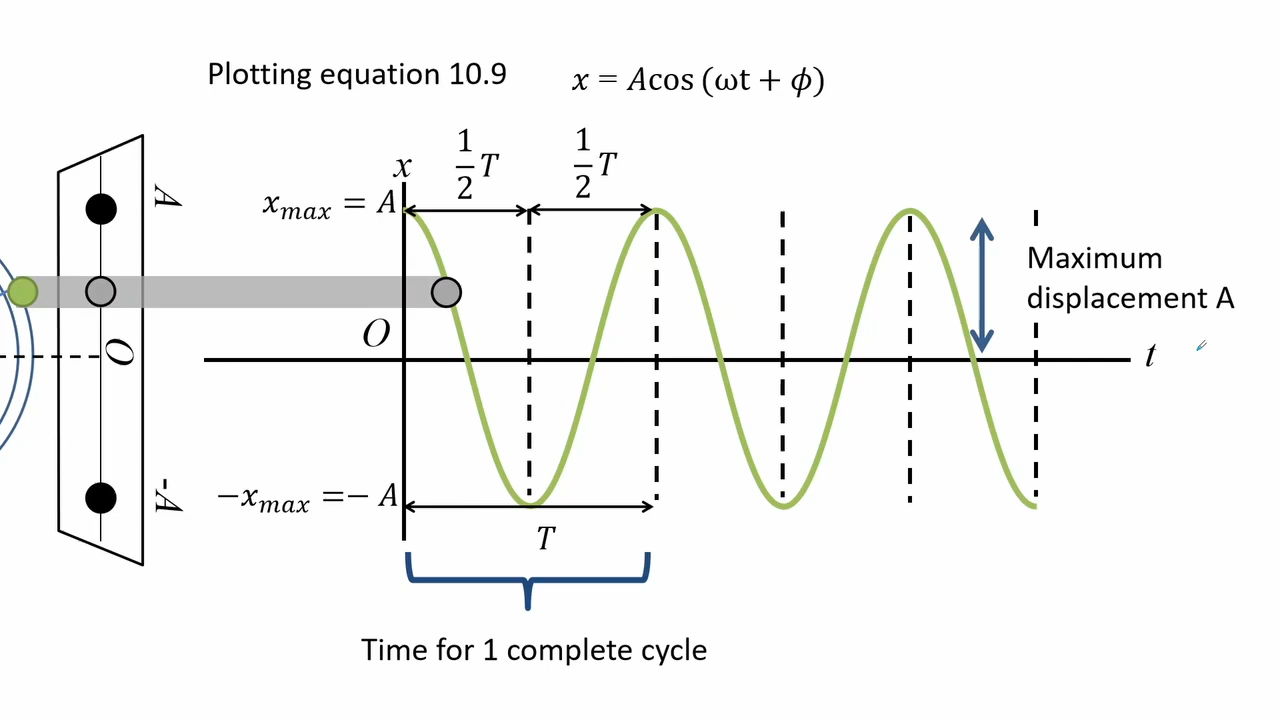 Plotting equation 10.9
x = Acos (ωt + ϕ)
1/2 T
1/2 T
x
x_max = A
A
Maximum
displacement A
O
O
t
-A
−x_max =− A
T
Time for 1 complete cycle